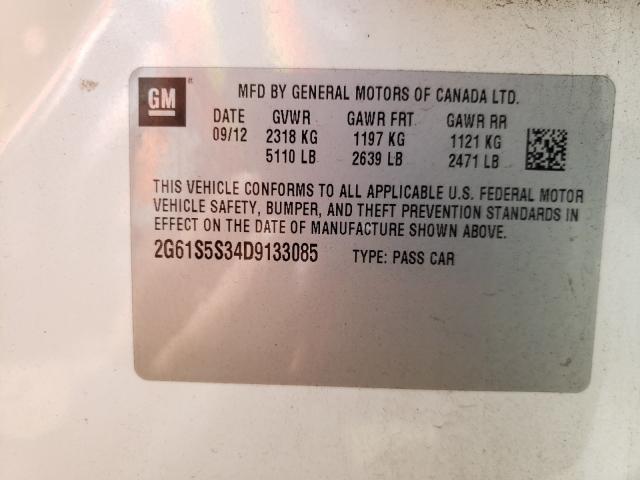 GM ® MFD BY GENERAL MOTORS OF CANADA LTD.
DATE GVWR GAWR FRT GAWR RR
09/12 2318 KG 1197 KG 1121 KG
5110 LB 2639 LB 2471 LB
THIS VEHICLE CONFORMS TO ALL APPLICABLE U.S. FEDERAL MOTOR
VEHICLE SAFETY, BUMPER, AND THEFT PREVENTION STANDARDS IN
EFFECT ON THE DATE OF MANUFACTURE SHOWN ABOVE.
2G61S5S34D9133085 TYPE: PASS CAR